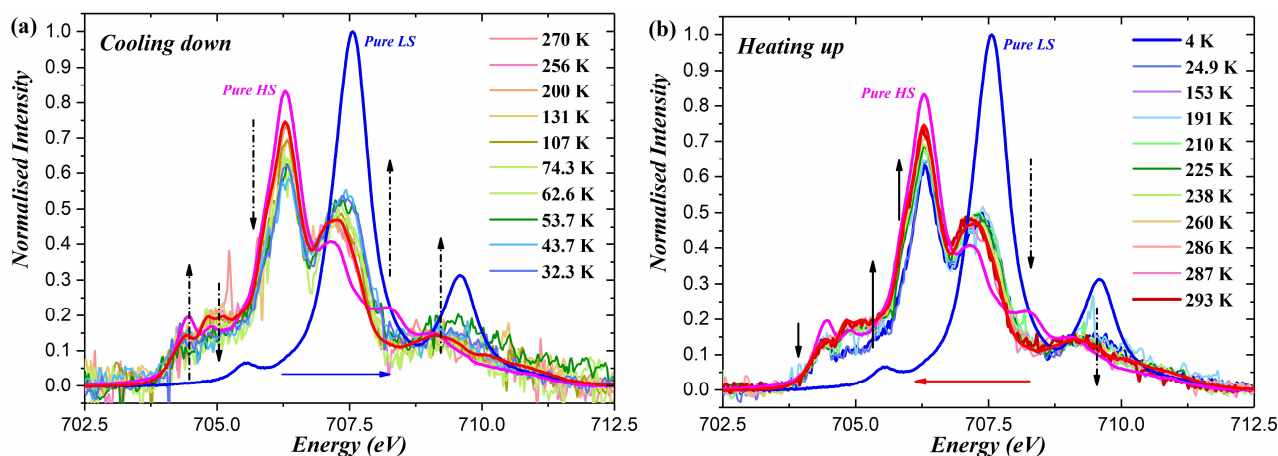 (a)
Cooling down
Pure LS
Pure HS
270 K
256 K
200 K
131 K
107 K
74.3 K
62.6 K
53.7 K
43.7 K
32.3 K
Normalised Intensity
1.0
0.9
0.8
0.7
0.6
0.5
0.4
0.3
0.2
0.1
0.0
702.5
705.0
707.5
710.0
712.5
Energy (eV)
(b)
Heating up
Pure LS
Pure HS
4 K
24.9 K
153 K
191 K
210 K
225 K
238 K
260 K
286 K
287 K
293 K
Normalised Intensity
1.0
0.9
0.8
0.7
0.6
0.5
0.4
0.3
0.2
0.1
0.0
702.5
705.0
707.5
710.0
712.5
Energy (eV)